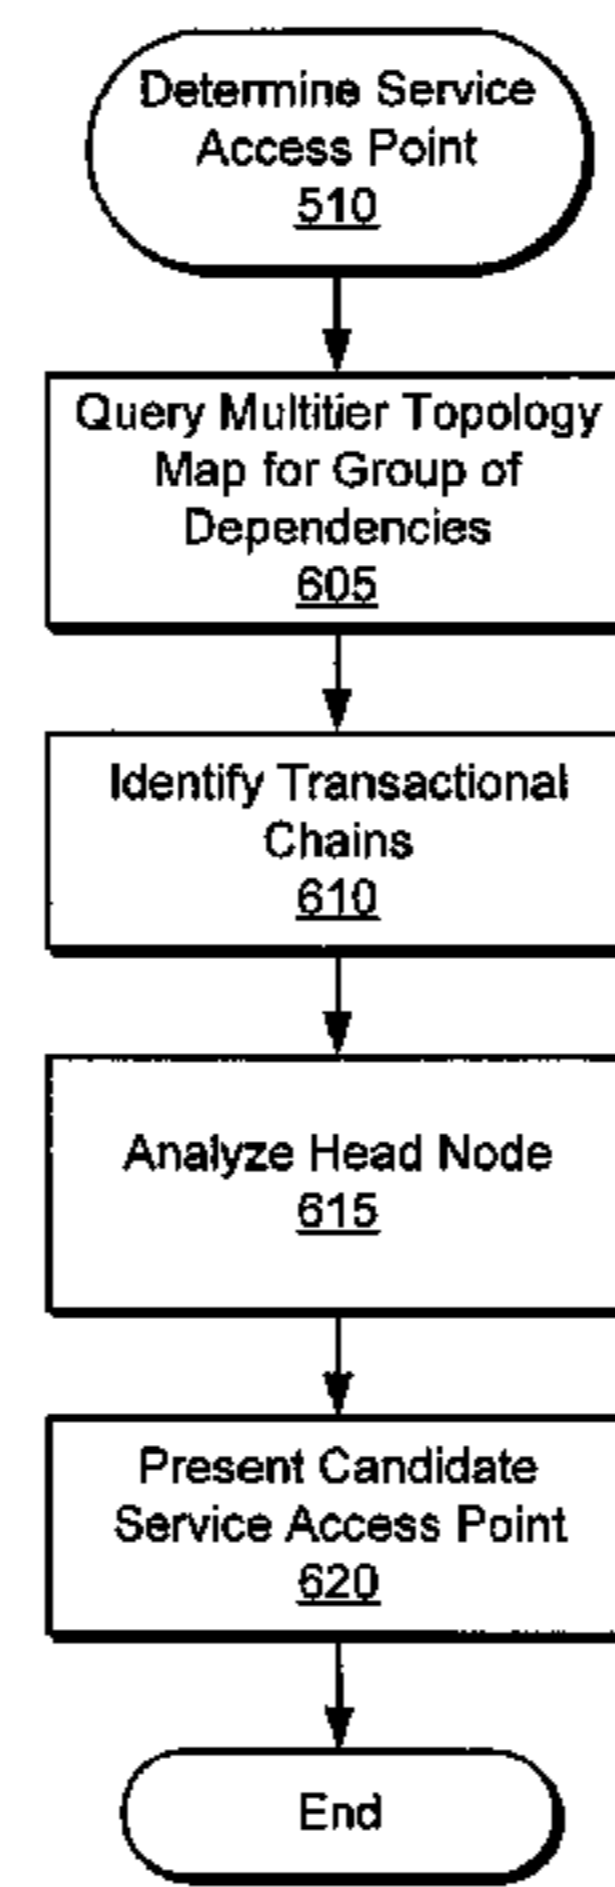 Determine Service
Access Point
510
Query Multitier Topology
Map for Group of
Dependencies
605
Identify Transactional
Chains
610
Analyze Head Node
615
Present Candidate
Service Access Point
620
End